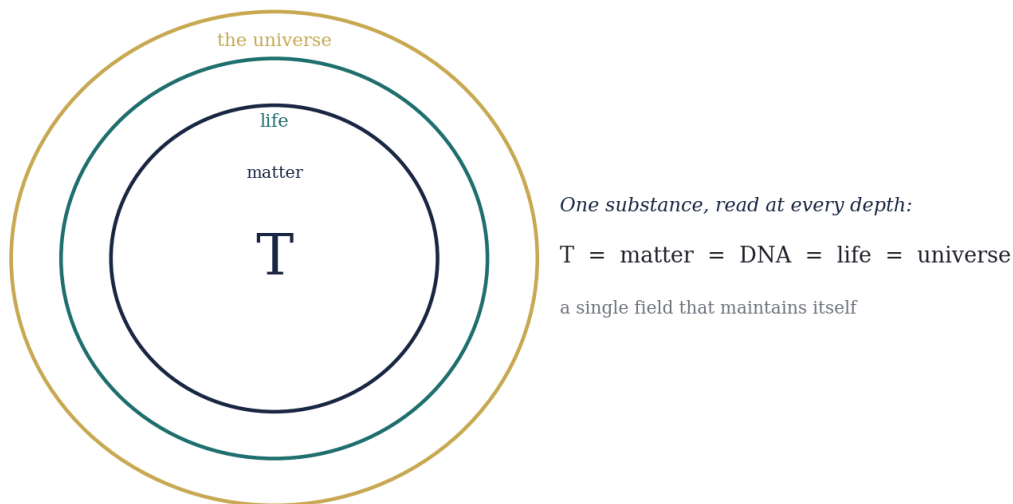 the universe
life
matter
T
One substance, read at every depth:
T = matter = DNA = life = universe
a single field that maintains itself